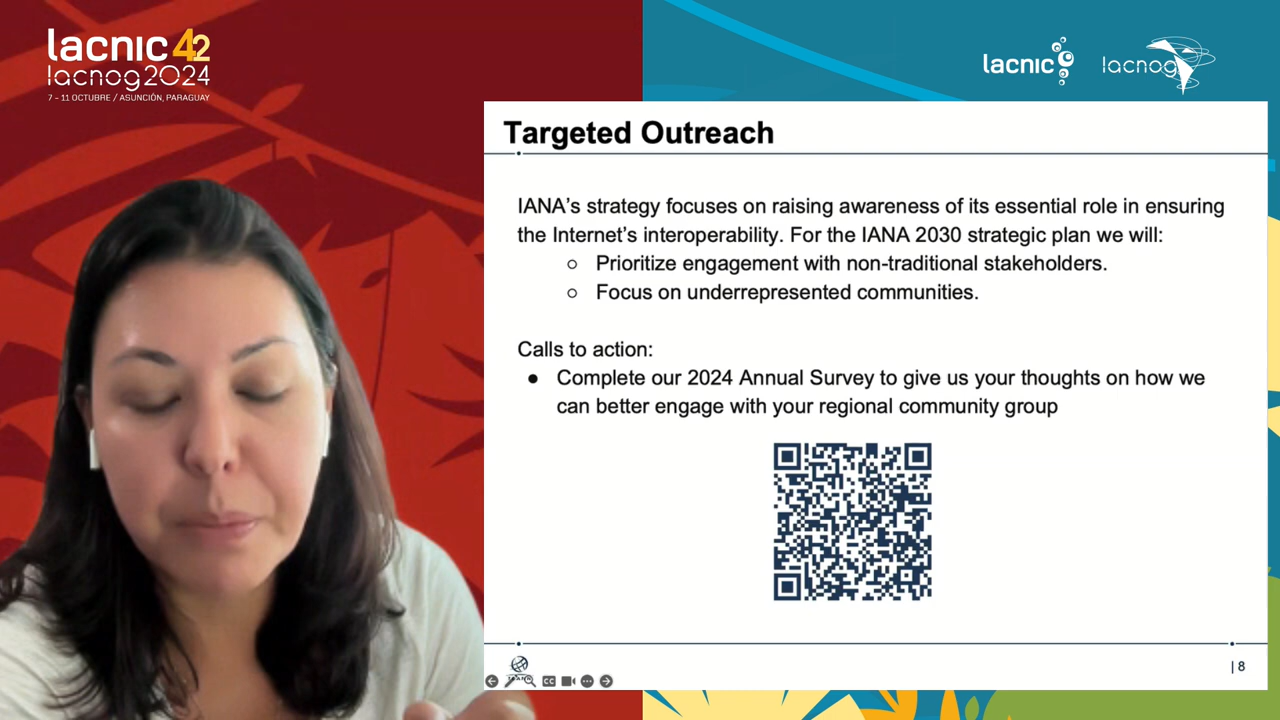 lacnic 42
lacnog2024
7 - 11 OCTUBRE / ASUNCIÓN, PARAGUAY
lacnic
lacnog
Targeted Outreach
IANA's strategy focuses on raising awareness of its essential role in ensuring
the Internet's interoperability. For the IANA 2030 strategic plan we will:
○ Prioritize engagement with non-traditional stakeholders.
○ Focus on underrepresented communities.
Calls to action:
● Complete our 2024 Annual Survey to give us your thoughts on how we
can better engage with your regional community group
| 8
CC